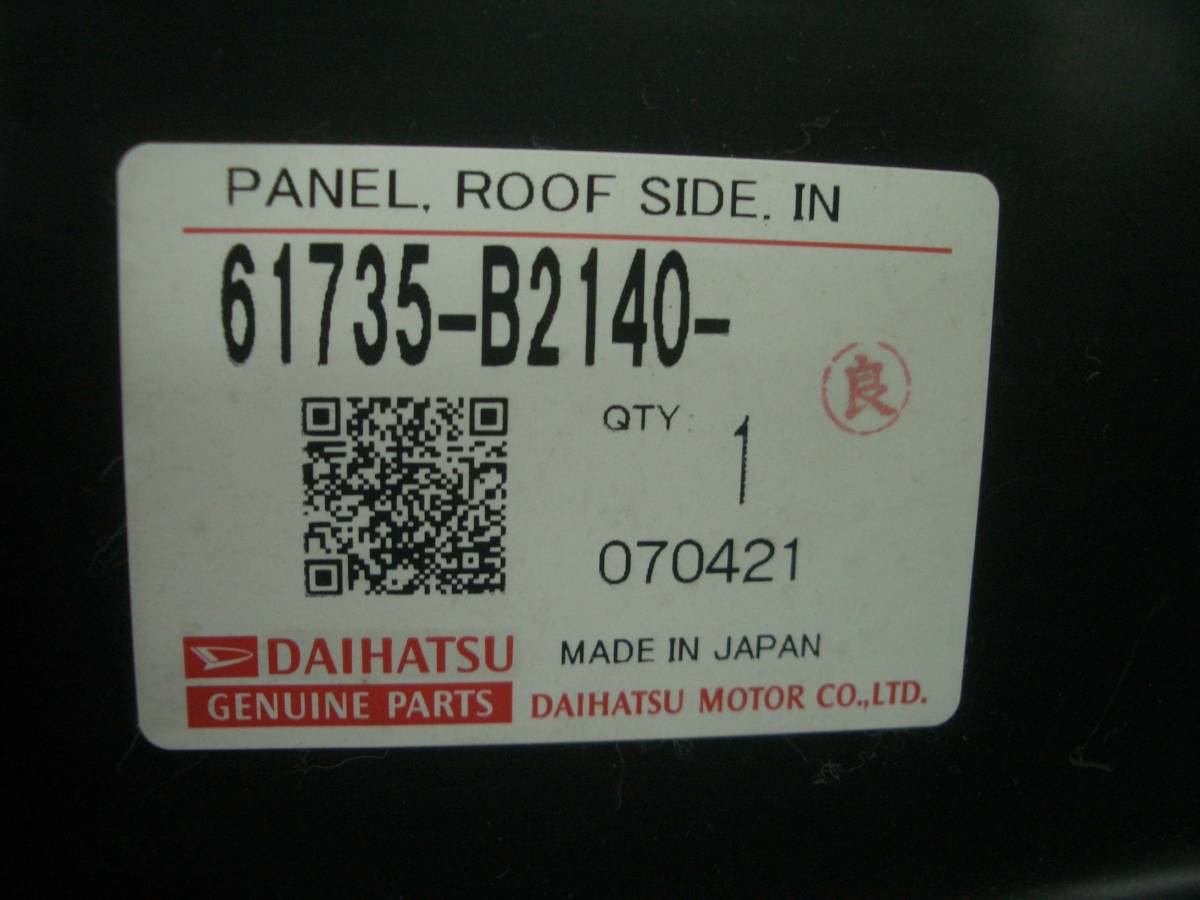 PANEL, ROOF SIDE, IN
61735-B2140-
良
QTY: 1
070421
DAIHATSU MADE IN JAPAN
GENUINE PARTS DAIHATSU MOTOR CO.,LTD.